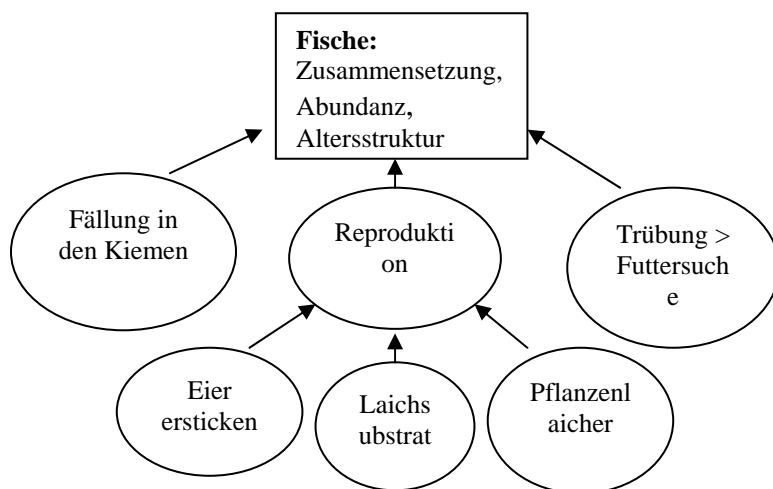 Fische:
Zusammensetzung,
Abundanz,
Altersstruktur
Fällung in
den Kiemen
Reprodukti
on
Trübung >
Futtersuch
e
Eier
ersticken
Laichs
ubstrat
Pflanzenl
aicher